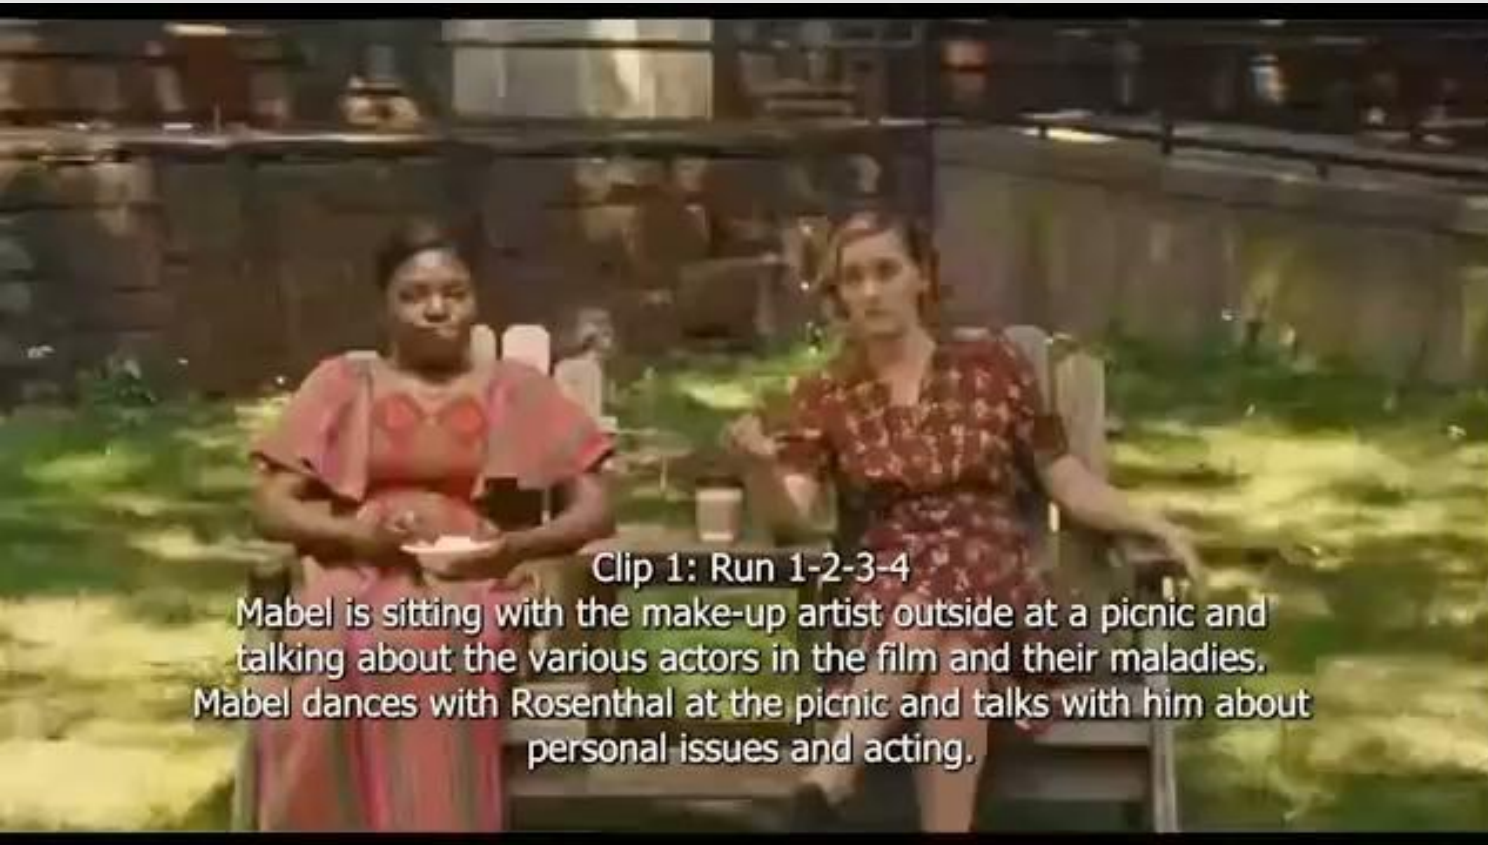 Clip 1: Run 1-2-3-4
Mabel is sitting with the make-up artist outside at a picnic and
talking about the various actors in the film and their maladies.
Mabel dances with Rosenthal at the picnic and talks with him about
personal issues and acting.